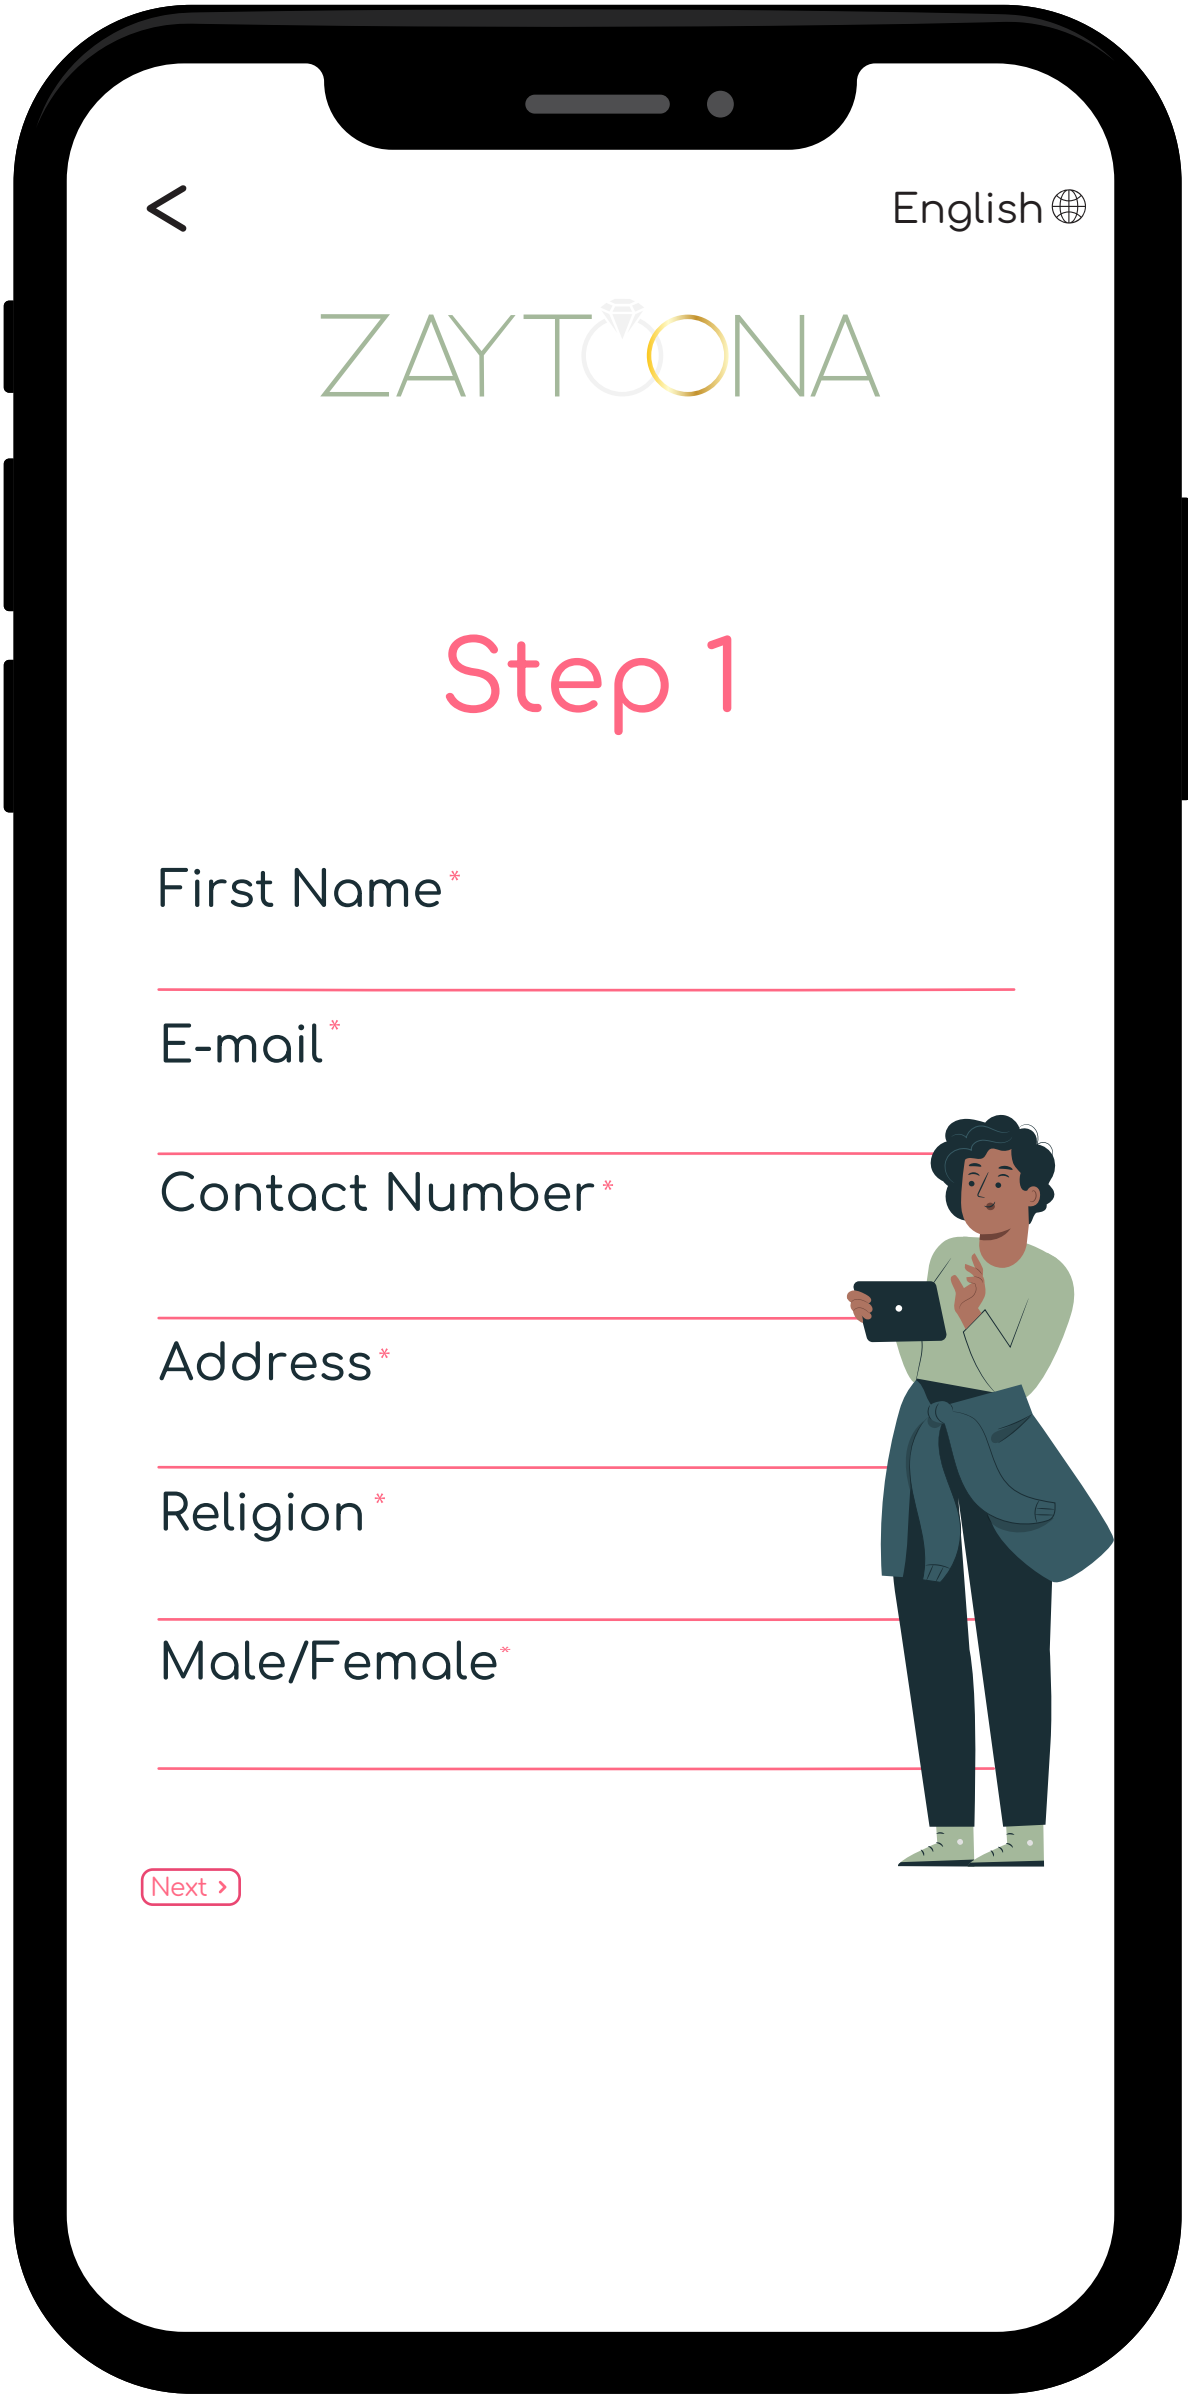 <
English
ZAYTOONA
Step 1
First Name*
E-mail*
Contact Number*
Address*
Religion*
Male/Female*
Next >